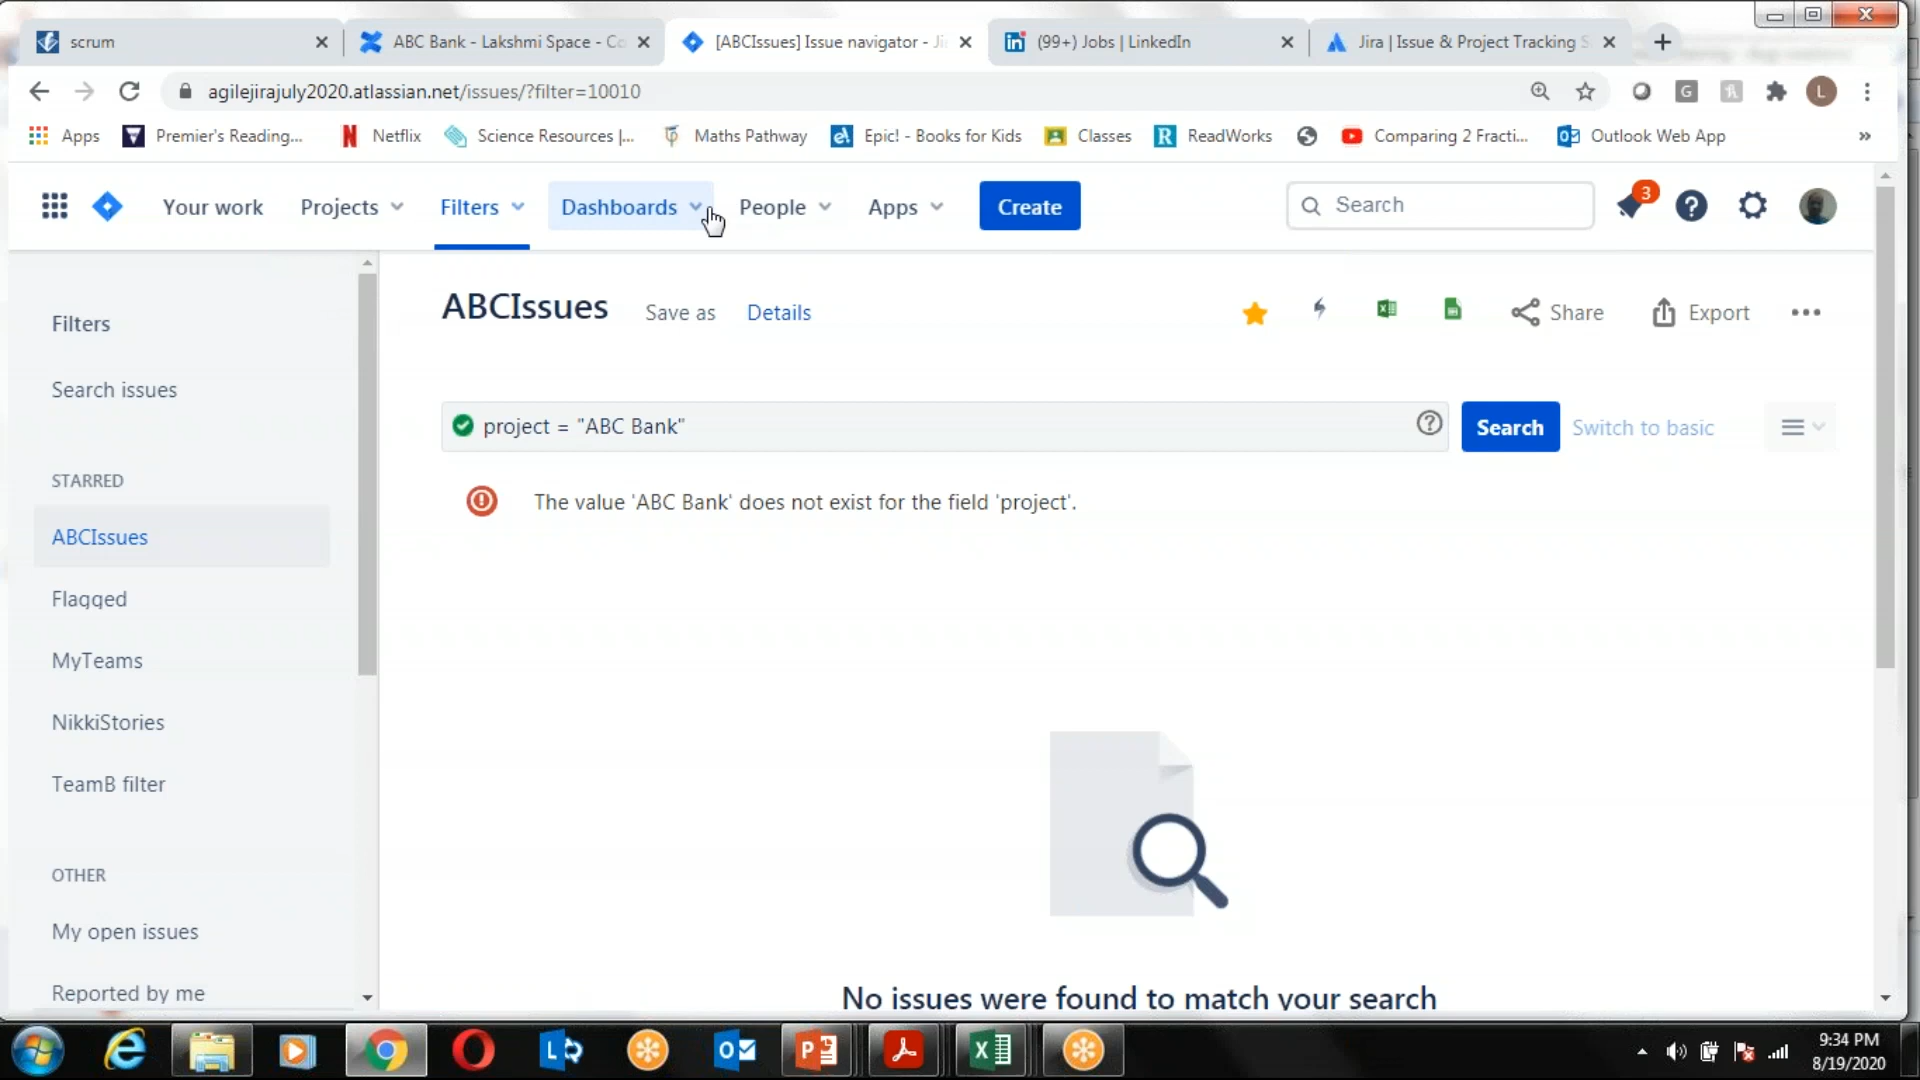 scrum
ABC Bank - Lakshmi Space - Co
[ABCIssues] Issue navigator - Ji
(99+) Jobs | LinkedIn
Jira | Issue & Project Tracking S
agilejirajuly2020.atlassian.net/issues/?filter=10010
Apps
Premier's Reading...
Netflix
Science Resources |...
Maths Pathway
Epic! - Books for Kids
Classes
ReadWorks
Comparing 2 Fracti...
Outlook Web App
Your work
Projects
Filters
Dashboards
People
Apps
Create
Search
3
Filters
Search issues
STARRED
ABCIssues
Flagged
MyTeams
NikkiStories
TeamB filter
OTHER
My open issues
Reported by me
ABCIssues
Save as
Details
Share
Export
project = "ABC Bank"
Search
Switch to basic
The value 'ABC Bank' does not exist for the field 'project'.
No issues were found to match your search
9:34 PM
8/19/2020